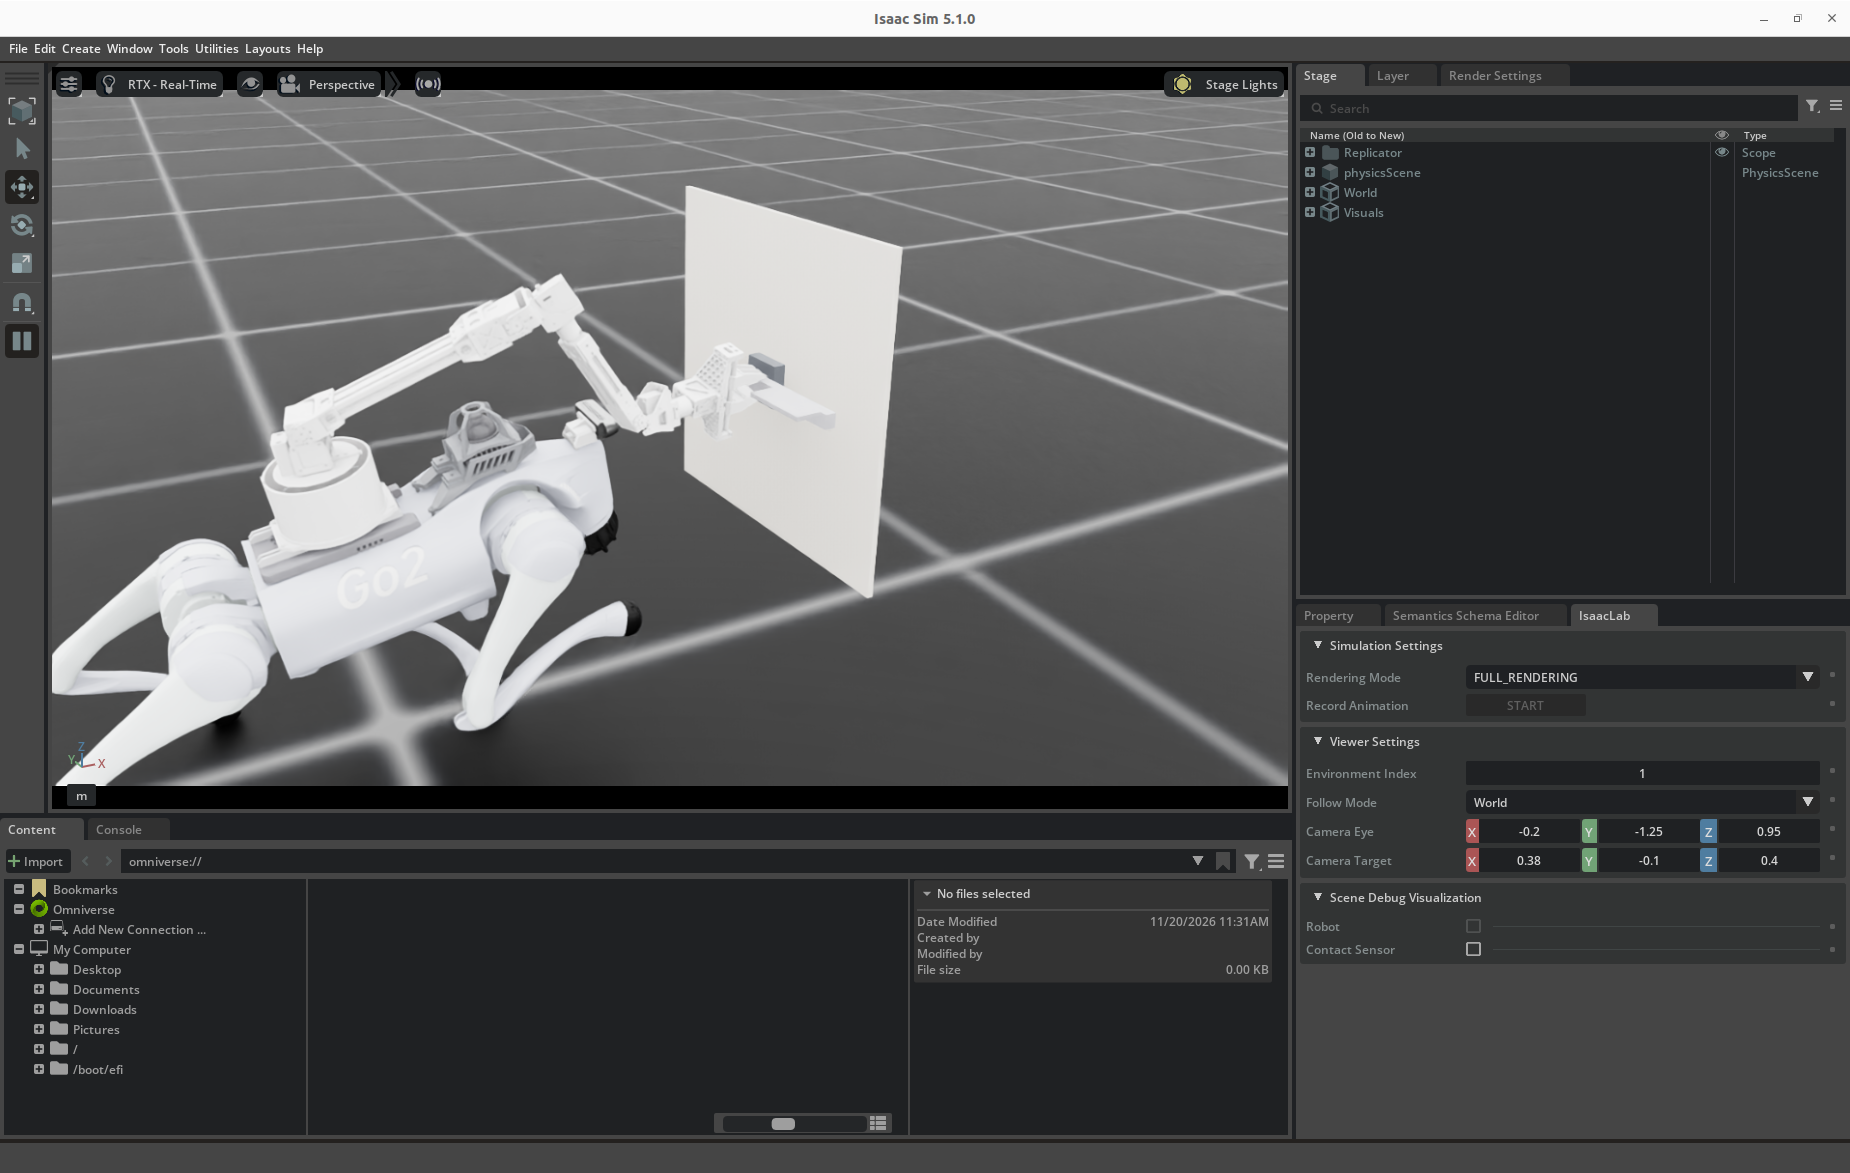 Isaac Sim 5.1.0
File Edit Create Window Tools Utilities Layouts Help
RTX - Real-Time
Perspective
Stage Lights
Go2
Z
Y
X
m
Stage
Layer
Render Settings
Search
Name (Old to New)
Type
Replicator
Scope
physicsScene
PhysicsScene
World
Visuals
Property
Semantics Schema Editor
IsaacLab
Simulation Settings
Rendering Mode
FULL_RENDERING
Record Animation
START
Viewer Settings
Environment Index
1
Follow Mode
World
Camera Eye
X -0.2 Y -1.25 Z 0.95
Camera Target
X 0.38 Y -0.1 Z 0.4
Scene Debug Visualization
Robot
Contact Sensor
Content
Console
Import
omniverse://
Bookmarks
Omniverse
Add New Connection ...
My Computer
Desktop
Documents
Downloads
Pictures
/
/boot/efi
No files selected
Date Modified 11/20/2026 11:31AM
Created by
Modified by
File size 0.00 KB